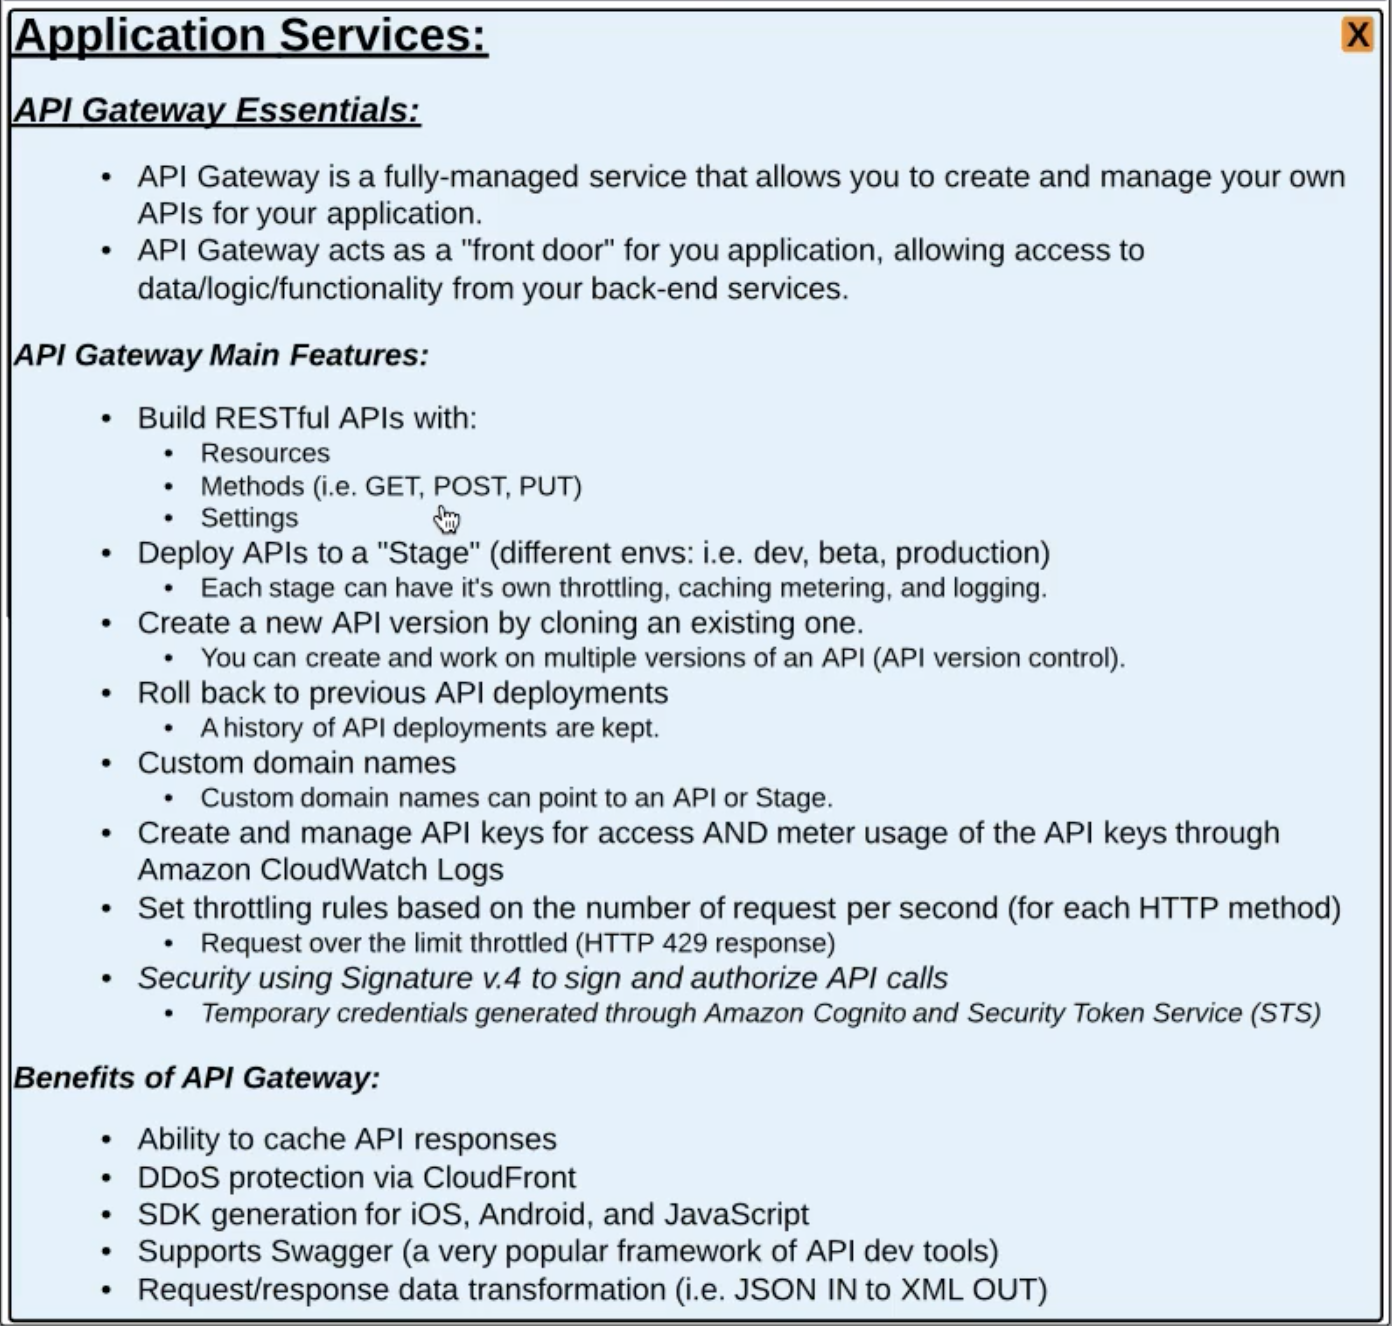 Application Services:
X
API Gateway Essentials:
• API Gateway is a fully-managed service that allows you to create and manage your own
APIs for your application.
• API Gateway acts as a "front door" for you application, allowing access to
data/logic/functionality from your back-end services.
API Gateway Main Features:
• Build RESTful APIs with:
• Resources
• Methods (i.e. GET, POST, PUT)
• Settings
• Deploy APIs to a "Stage" (different envs: i.e. dev, beta, production)
• Each stage can have it's own throttling, caching metering, and logging.
• Create a new API version by cloning an existing one.
• You can create and work on multiple versions of an API (API version control).
• Roll back to previous API deployments
• A history of API deployments are kept.
• Custom domain names
• Custom domain names can point to an API or Stage.
• Create and manage API keys for access AND meter usage of the API keys through
Amazon CloudWatch Logs
• Set throttling rules based on the number of request per second (for each HTTP method)
• Request over the limit throttled (HTTP 429 response)
• Security using Signature v.4 to sign and authorize API calls
• Temporary credentials generated through Amazon Cognito and Security Token Service (STS)
Benefits of API Gateway:
• Ability to cache API responses
• DDoS protection via CloudFront
• SDK generation for iOS, Android, and JavaScript
• Supports Swagger (a very popular framework of API dev tools)
• Request/response data transformation (i.e. JSON IN to XML OUT)